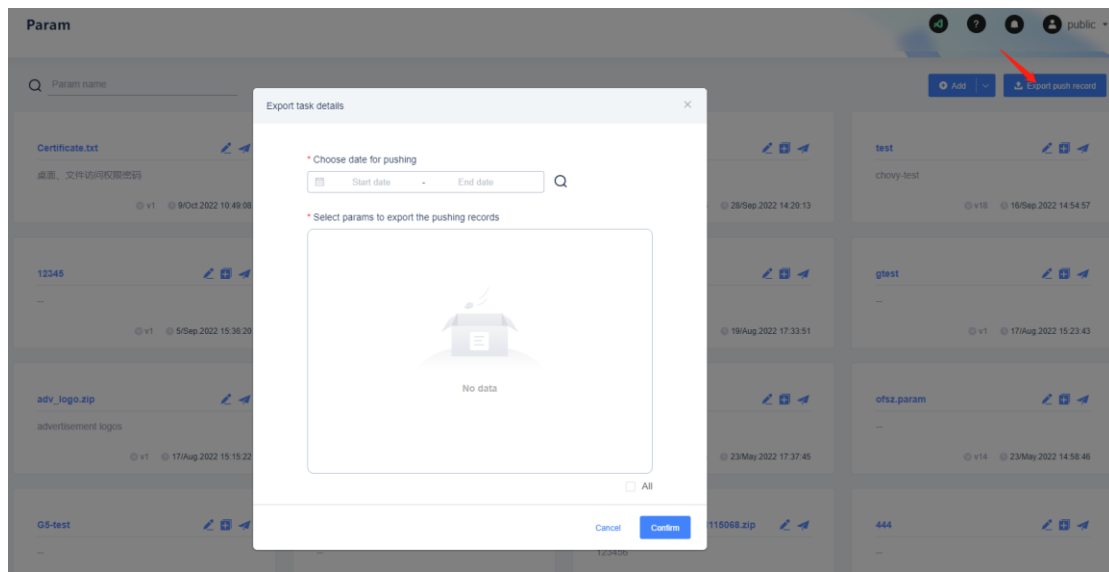 Param
public
Param name
Add
Export push record
Export task details
Certificate.txt
桌面、文件访问权限密码
v1 9/Oct.2022 10:49:08
* Choose date for pushing
Start date - End date
* Select params to export the pushing records
No data
All
Cancel
Confirm
28/Sep.2022 14:20:13
test
chovy-test
v18 16/Sep.2022 14:54:57
12345
--
v1 5/Sep.2022 15:36:20
19/Aug.2022 17:33:51
gtest
--
v1 17/Aug.2022 15:23:43
adv_logo.zip
advertisement logos
v1 17/Aug.2022 15:15:22
23/May.2022 17:37:45
ofsz.param
--
v14 23/May.2022 14:58:46
G5-test
--
--
115068.zip
123456
444
--